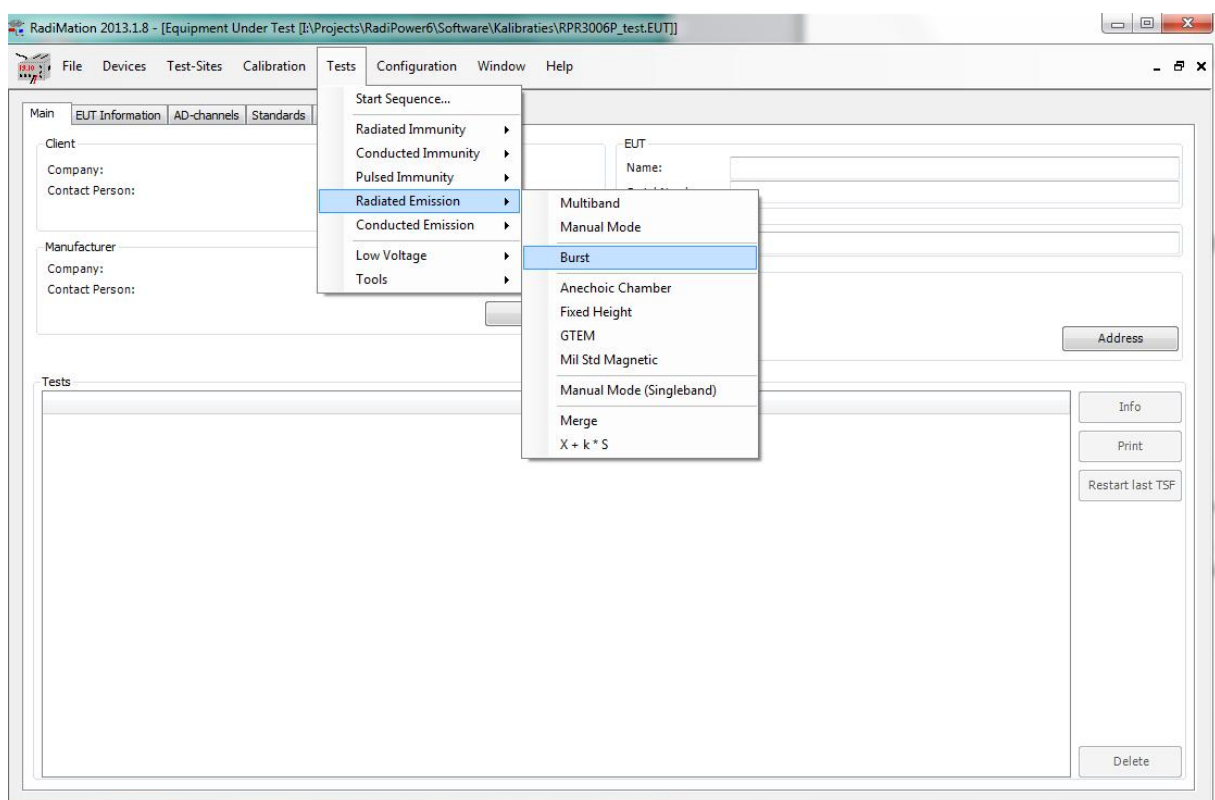 RadiMation 2013.1.8 - [Equipment Under Test [I:\Projects\RadiPower6\Software\Kalibraties\RPR3006P_test.EUT]]
File Devices Test-Sites Calibration Tests Configuration Window Help
Main EUT Information AD-channels Standards
Client
Company:
Contact Person:
Manufacturer
Company:
Contact Person:
Start Sequence...
Radiated Immunity
Conducted Immunity
Pulsed Immunity
Radiated Emission
Conducted Emission
Low Voltage
Tools
Multiband
Manual Mode
Burst
Anechoic Chamber
Fixed Height
GTEM
Mil Std Magnetic
Manual Mode (Singleband)
Merge
X + k * S
EUT
Name:
Address
Tests
Info
Print
Restart last TSF
Delete